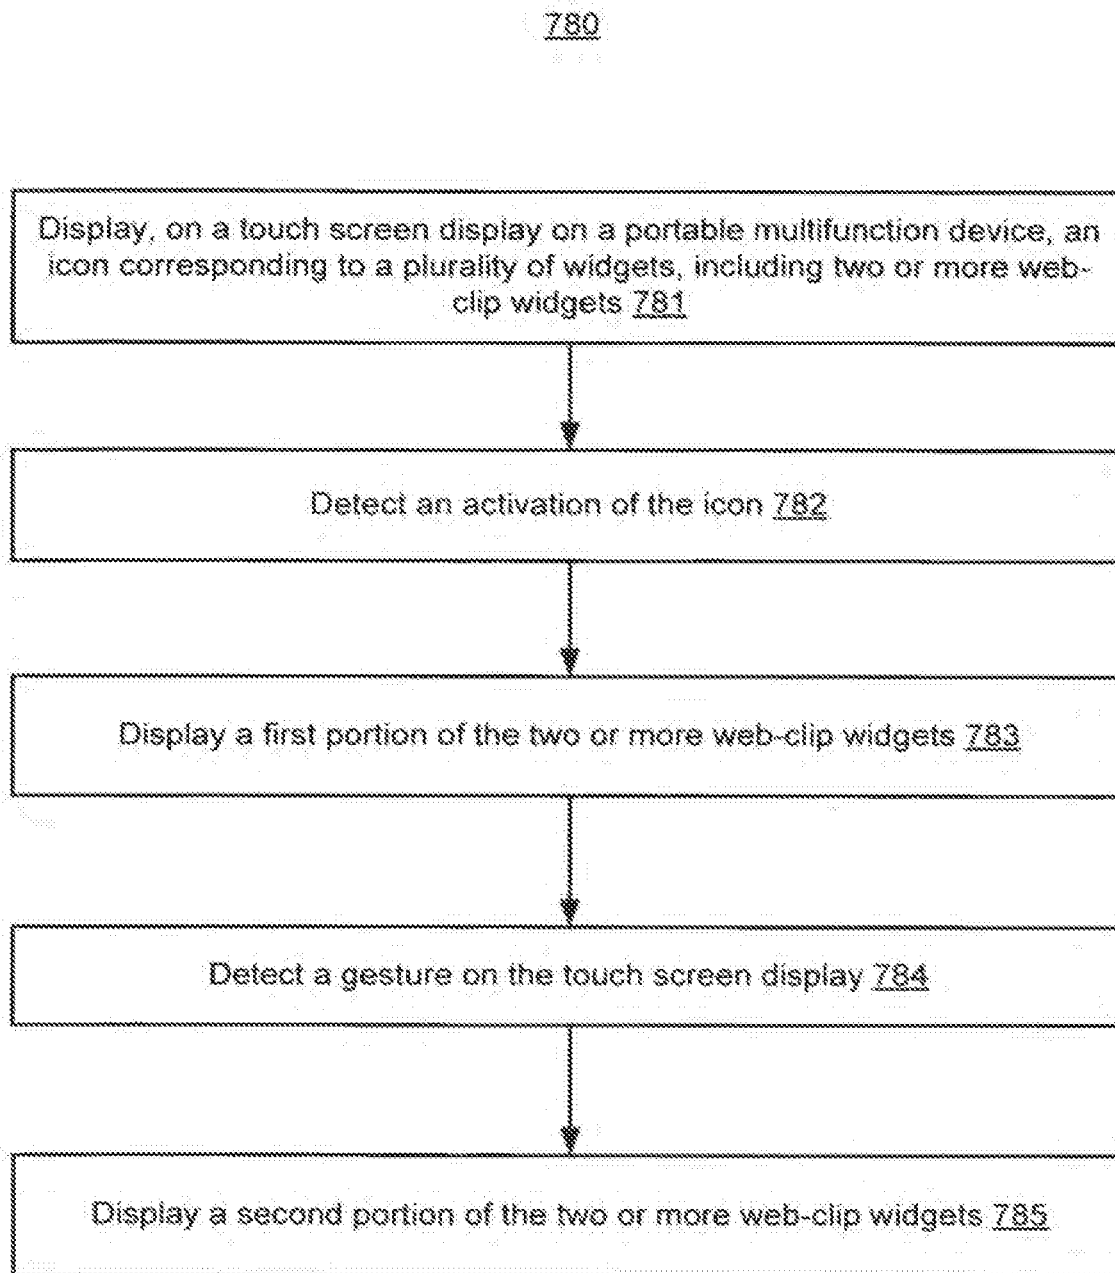 780
Display, on a touch screen display on a portable multifunction device, an
icon corresponding to a plurality of widgets, including two or more web-
clip widgets 781
Detect an activation of the icon 782
Display a first portion of the two or more web-clip widgets 783
Detect a gesture on the touch screen display 784
Display a second portion of the two or more web-clip widgets 785